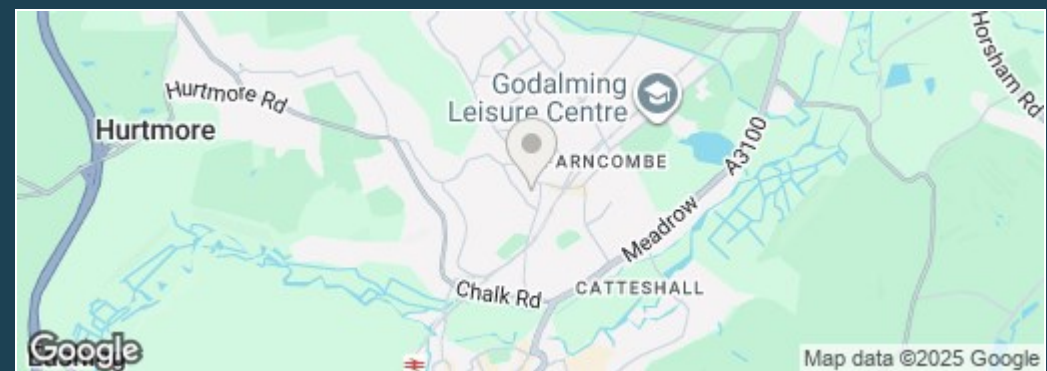 Hurtmore Rd
Hurtmore
Godalming
Leisure Centre
ARNCOMBE
A3100
Horsham Rd
Meadrow
Chalk Rd
CATTESHALL
Google
Map data ©2025 Google